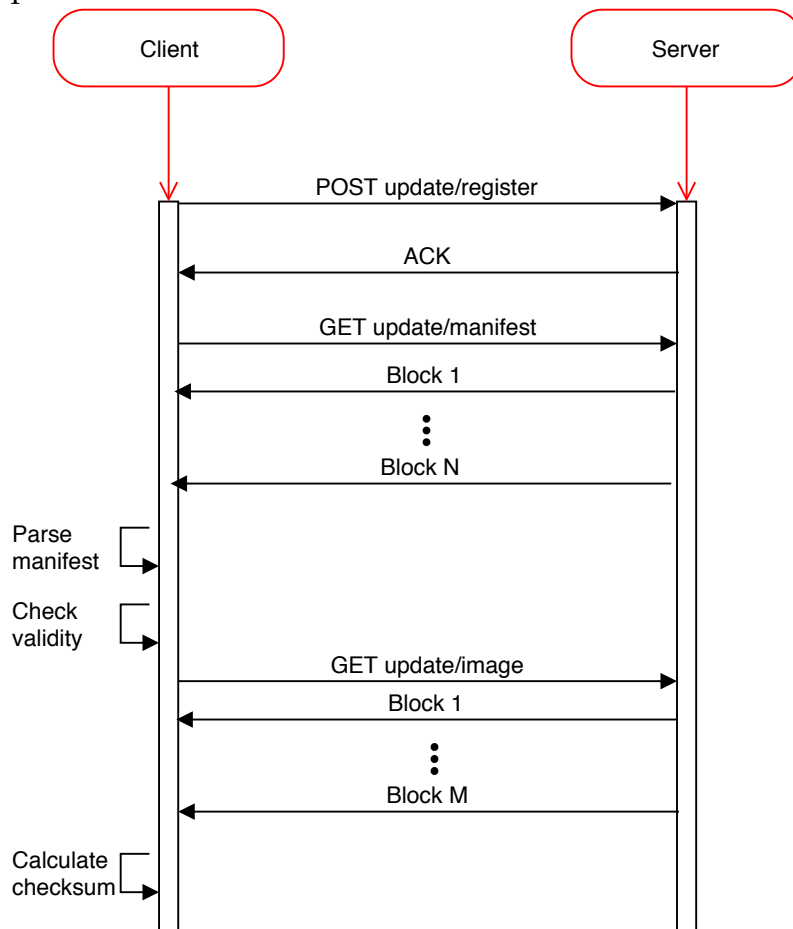 Client
Server
POST update/register
ACK
GET update/manifest
Block 1
Block N
Parse
manifest
Check
validity
GET update/image
Block 1
Block M
Calculate
checksum